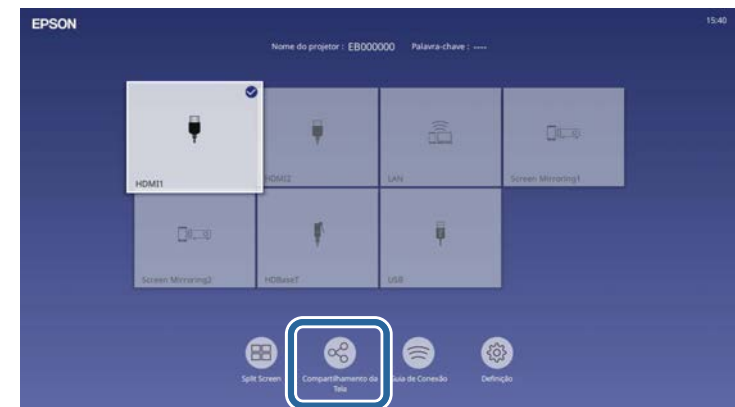 EPSON
15:40
Nome do projetor : EB000000 Palavra-chave : ----
HDMI1
HDMI2
LAN
Screen Mirroring1
Screen Mirroring2
HDBaseT
USB
Split Screen
Compartilhamento da
Tela
Guia de Conexão
Definição